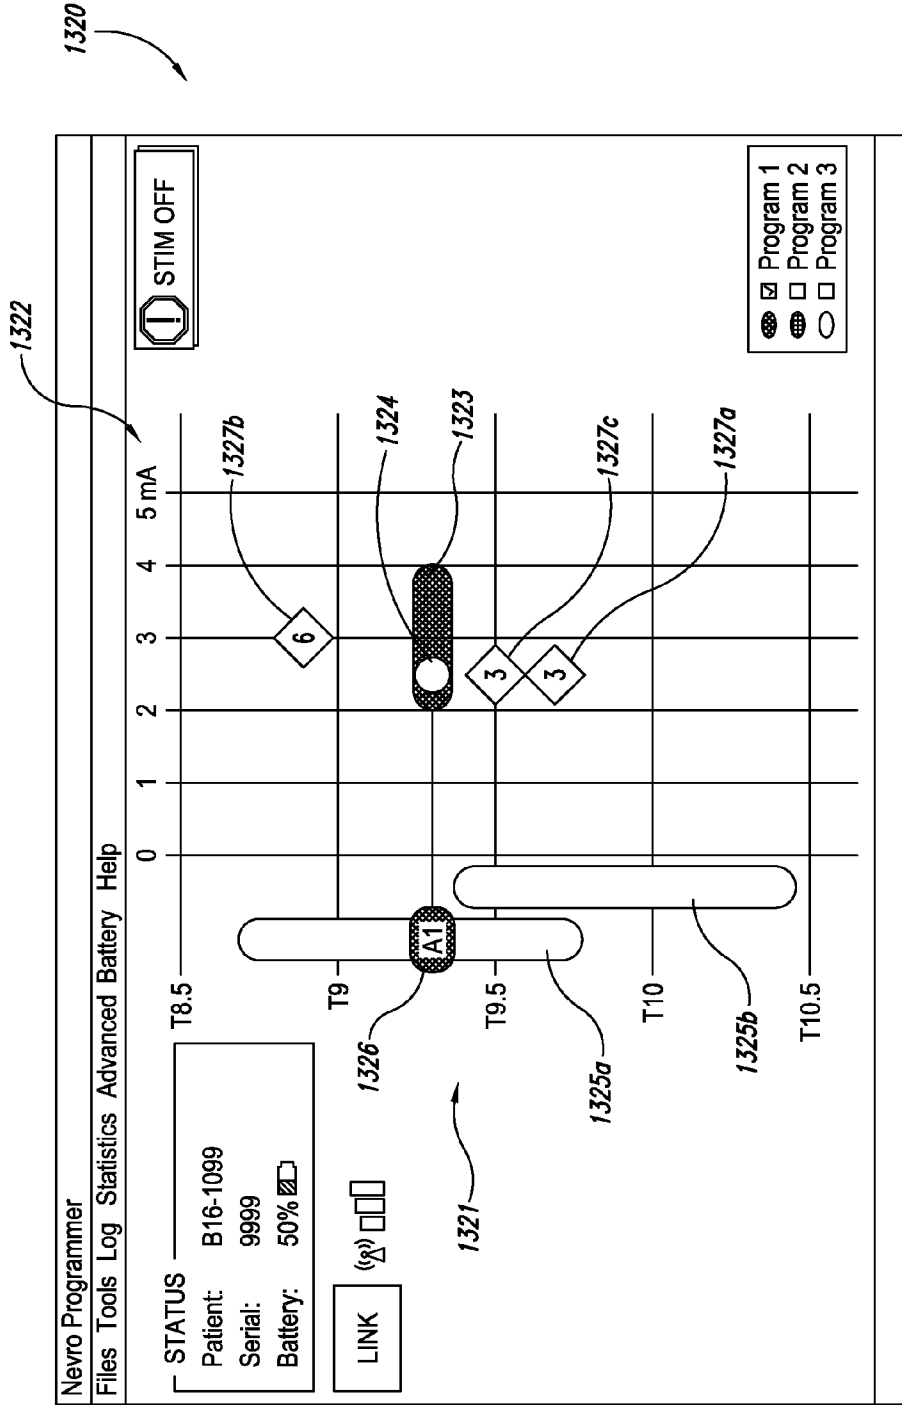 1320
Nevro Programmer
Files Tools Log Statistics Advanced Battery Help
1322
STATUS
Patient: B16-1099
Serial: 9999
Battery: 50%
LINK
STIM OFF
0 1 2 3 4 5 mA
T8.5
T9
T9.5
T10
T10.5
A1
6
3
3
1327b
1324
1323
1327c
1327a
1326
1325a
1325b
1321
Program 1
Program 2
Program 3